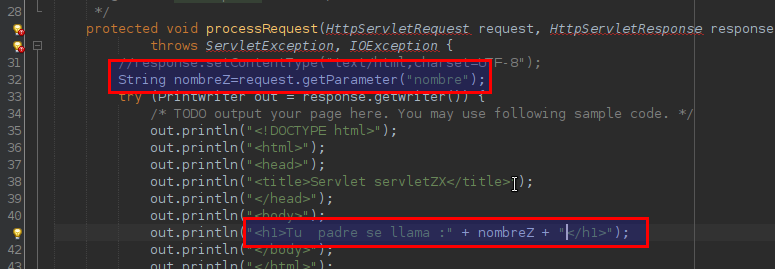 28 */
protected void processRequest(HttpServletRequest request, HttpServletResponse response
throws ServletException, IOException {
31 //response.setContentType("text/html;charset=UTF-8");
32 String nombreZ=request.getParameter("nombre");
33 try (PrintWriter out = response.getWriter()) {
34 /* TODO output your page here. You may use following sample code. */
35 out.println("<!DOCTYPE html>");
36 out.println("<html>");
37 out.println("<head>");
38 out.println("<title>Servlet servletZX</title>");
39 out.println("</head>");
40 out.println("<body>");
out.println("<h1>Tu  padre se llama :" + nombreZ + "</h1>");
42 out.println("</body>");
43 out.println("</html>");